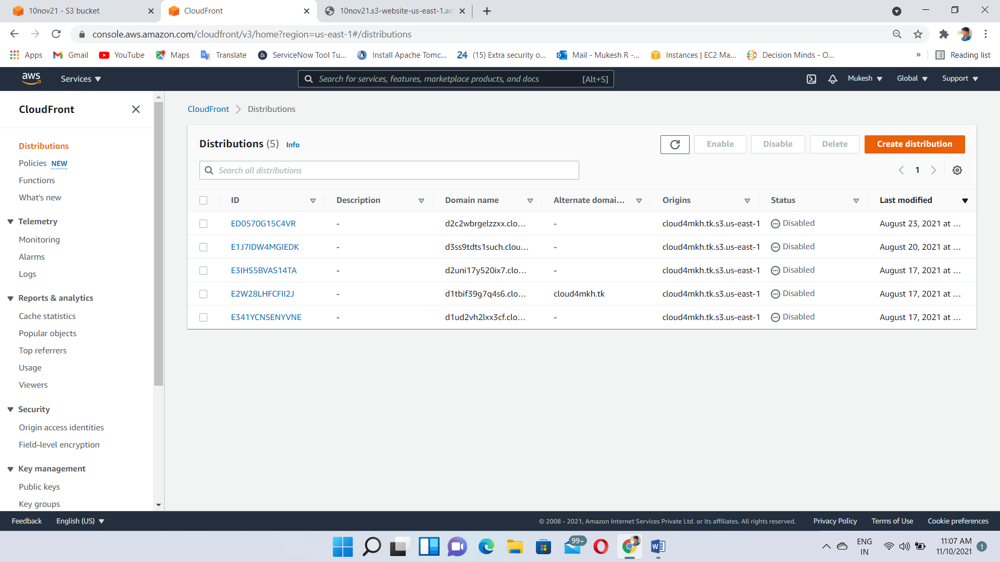 10nov21 - S3 bucket
CloudFront
10nov21.s3-website-us-east-1.am
console.aws.amazon.com/cloudfront/v3/home?region=us-east-1#/distributions
Apps
Gmail
YouTube
Maps
Translate
ServiceNow Tool Tu...
Install Apache Tomc...
24 (15) Extra security o...
Mail - Mukesh R -...
Instances | EC2 Ma...
Decision Minds - O...
»
Reading list
aws
Services
Search for services, features, marketplace products, and docs [Alt+S]
Mukesh
Global
Support
CloudFront
Distributions
Policies NEW
Functions
What's new
Telemetry
Monitoring
Alarms
Logs
Reports & analytics
Cache statistics
Popular objects
Top referrers
Usage
Viewers
Security
Origin access identities
Field-level encryption
Key management
Public keys
Key groups
CloudFront > Distributions
Distributions (5) Info
Enable
Disable
Delete
Create distribution
Search all distributions
1
ID Description Domain name Alternate domai... Origins Status Last modified
ED0570G15C4VR - d2c2wbrgelzzxx.clo... - cloud4mkh.tk.s3.us-east-1 Disabled August 23, 2021 at ...
E1J7IDW4MGIEDK - d3ss9tdts1such.clou... - cloud4mkh.tk.s3.us-east-1 Disabled August 20, 2021 at ...
E3IHS5BVAS14TA - d2uni17y520ix7.clo... - cloud4mkh.tk.s3.us-east-1 Disabled August 17, 2021 at ...
E2W28LHFCFII2J - d1tbif39g7q4s6.clo... cloud4mkh.tk cloud4mkh.tk.s3.us-east-1 Disabled August 17, 2021 at ...
E341YCN5ENYVNE - d1ud2vh2lxx3cf.clo... - cloud4mkh.tk.s3.us-east-1 Disabled August 17, 2021 at ...
Feedback
English (US)
© 2008 - 2021, Amazon Internet Services Private Ltd. or its affiliates. All rights reserved.
Privacy Policy
Terms of Use
Cookie preferences
99+
ENG
IN
11:07 AM
11/10/2021
1